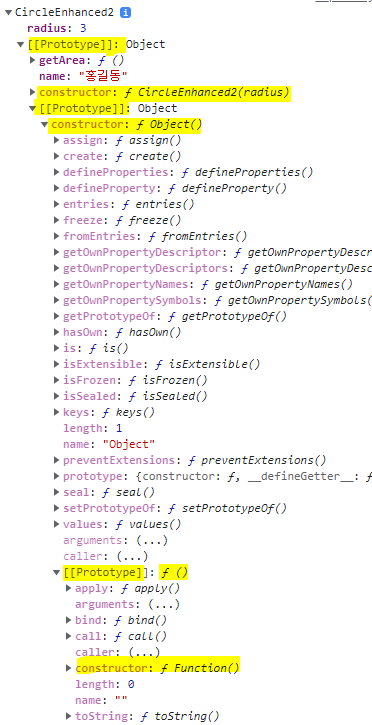 CircleEnhanced2 i
radius: 3
[[Prototype]]: Object
getArea: ƒ ()
name: "홍길동"
constructor: ƒ CircleEnhanced2(radius)
[[Prototype]]: Object
constructor: ƒ Object()
assign: ƒ assign()
create: ƒ create()
defineProperties: ƒ defineProperties()
defineProperty: ƒ defineProperty()
entries: ƒ entries()
freeze: ƒ freeze()
fromEntries: ƒ fromEntries()
getOwnPropertyDescriptor: ƒ getOwnPropertyDescr
getOwnPropertyDescriptors: ƒ getOwnPropertyDesc
getOwnPropertyNames: ƒ getOwnPropertyNames()
getOwnPropertySymbols: ƒ getOwnPropertySymbols(
getPrototypeOf: ƒ getPrototypeOf()
hasOwn: ƒ hasOwn()
is: ƒ is()
isExtensible: ƒ isExtensible()
isFrozen: ƒ isFrozen()
isSealed: ƒ isSealed()
keys: ƒ keys()
length: 1
name: "Object"
preventExtensions: ƒ preventExtensions()
prototype: {constructor: ƒ, __defineGetter__: ƒ
seal: ƒ seal()
setPrototypeOf: ƒ setPrototypeOf()
values: ƒ values()
arguments: (...)
caller: (...)
[[Prototype]]: ƒ ()
apply: ƒ apply()
arguments: (...)
bind: ƒ bind()
call: ƒ call()
caller: (...)
constructor: ƒ Function()
length: 0
name: ""
toString: ƒ toString()